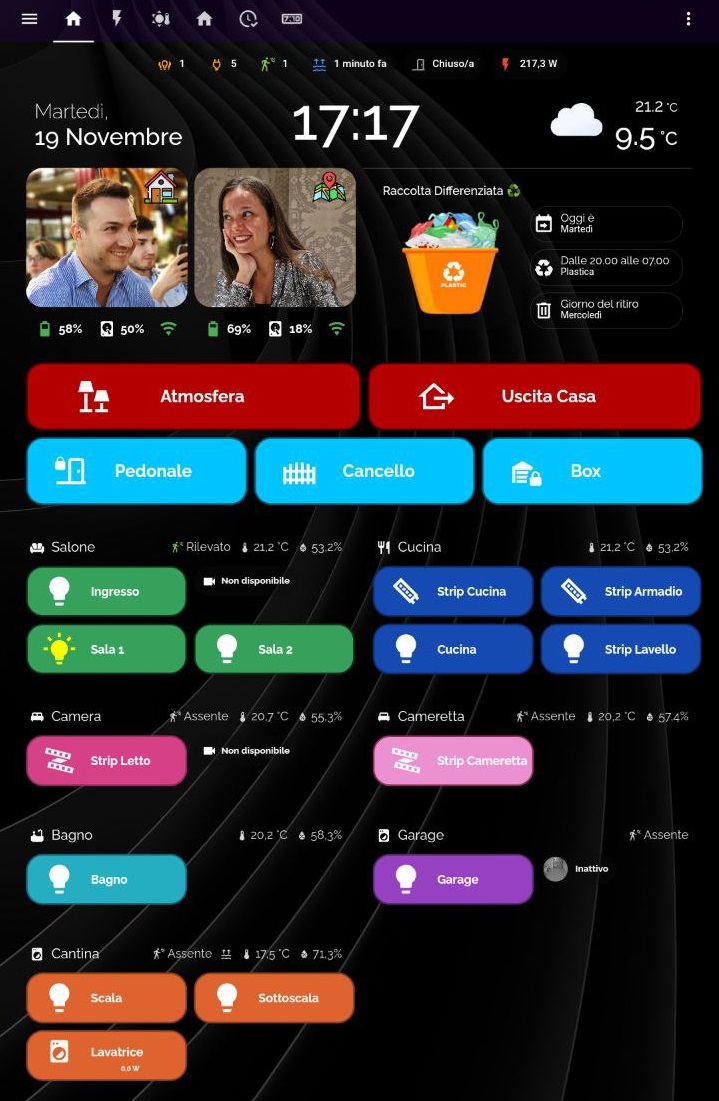 1 5 1 1 minuto fa Chiuso/a 217,3 W
Martedì,
19 Novembre
17:17
21.2 °C
9.5 °C
Raccolta Differenziata
PLASTIC
Oggi è
Martedì
Dalle 20.00 alle 07.00
Plastica
Giorno del ritiro
Mercoledì
58% 50% 69% 18%
Atmosfera Uscita Casa
Pedonale Cancello Box
Salone Rilevato 21,2 °C 53,2%
Ingresso Non disponibile
Sala 1 Sala 2
Cucina 21,2 °C 53,2%
Strip Cucina Strip Armadio
Cucina Strip Lavello
Camera Assente 20,7 °C 55,3%
Strip Letto Non disponibile
Cameretta Assente 20,2 °C 57,4%
Strip Cameretta
Bagno 20,2 °C 58,3%
Bagno
Garage Assente
Garage Inattivo
Cantina Assente 17,5 °C 71,3%
Scala Sottoscala
Lavatrice
0,0 W